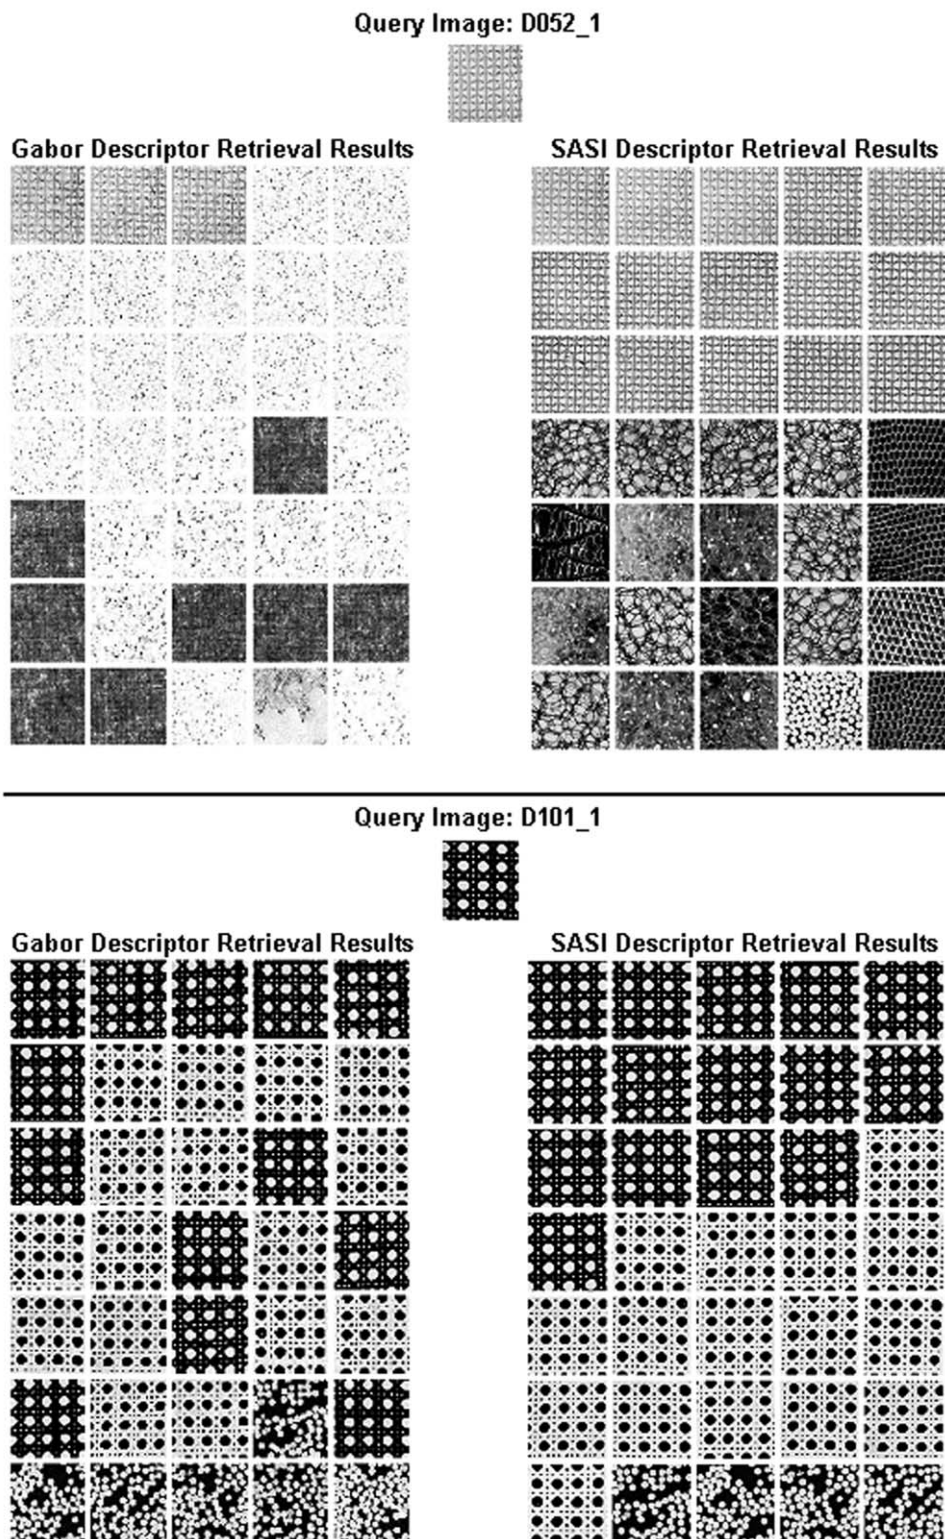 Query Image: D052_1
Gabor Descriptor Retrieval Results
SASI Descriptor Retrieval Results
Query Image: D101_1
Gabor Descriptor Retrieval Results
SASI Descriptor Retrieval Results